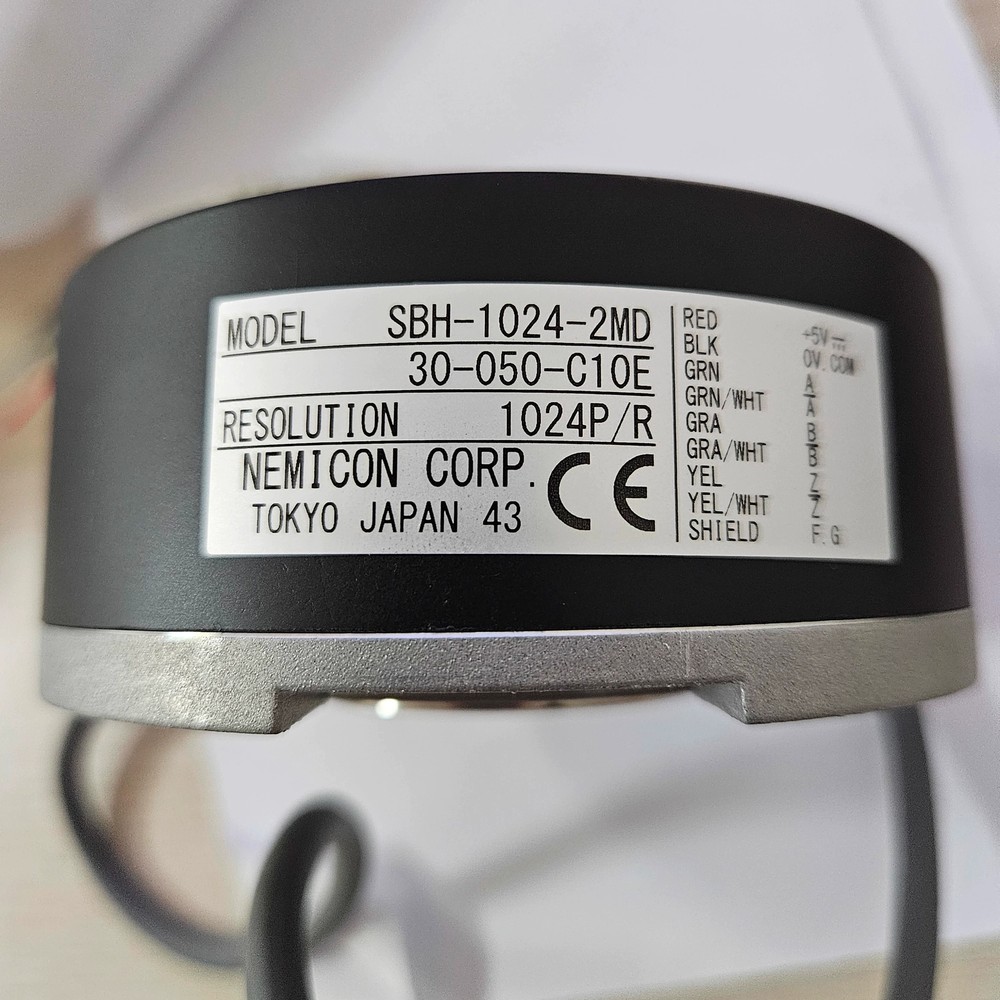 MODEL SBH-1024-2MD
30-050-C10E
RESOLUTION 1024P/R
NEMICON CORP.
TOKYO JAPAN 43
CE
RED +5V⎓
BLK 0V.COM
GRN A
GRN/WHT A̅
GRA B
GRA/WHT B̅
YEL Z
YEL/WHT Z̅
SHIELD F.G